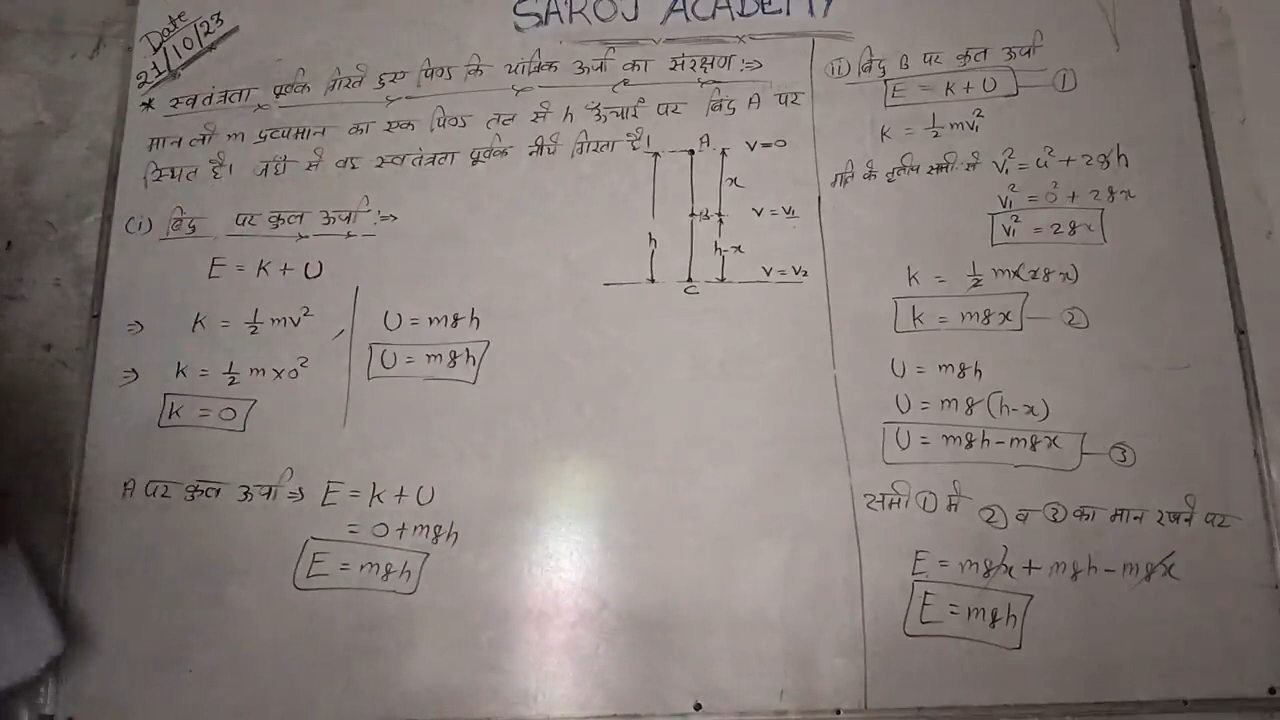 SAROJ ACADEMY
Date
21/10/23
* स्वतंत्रता पूर्वक गिरते हुए पिण्ड कि यांत्रिक ऊर्जा का संरक्षण :⇒
मान लो m द्रव्यमान का एक पिण्ड तल से h ऊँचाई पर बिंदु A पर
स्थित है। जहाँ से वह स्वतंत्रता पूर्वक नीचे गिरता है।
A V=0
x
B V = V₁
h
h-x
V = V₂
C
(i) बिंदु पर कुल ऊर्जा :⇒
E = K + U
⇒ K = ½ mv² ,
⇒ K = ½ m×0²
K = 0
U = mgh
U = mgh
A पर कुल ऊर्जा ⇒ E = K + U
= 0 + mgh
E = mgh
ii) बिंदु B पर कुल ऊर्जा
E = K + U — ①
K = ½ mv₁²
गति के तृतीय समी. से V₁² = u² + 2gh
V₁² = 0² + 2gx
V₁² = 2gx
K = ½ m×(2gx)
K = mgx — ②
U = mgh
U = mg(h-x)
U = mgh - mgx — ③
समी ① मे ② व ③ का मान रखने पर
E = mgx + mgh - mgx
E = mgh